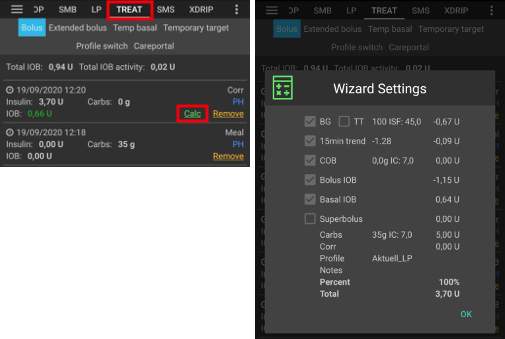 OP SMB LP TREAT SMS XDRIP
Bolus Extended bolus Temp basal Temporary target
Profile switch Careportal
Total IOB: 0,94 U Total IOB activity: 0,02 U
19/09/2020 12:20 Corr
Insulin: 3,70 U Carbs: 0 g PH
IOB: 0,66 U Calc Remove
19/09/2020 12:18 Meal
Insulin: 0,00 U Carbs: 35 g PH
IOB: 0,00 U Remove
OP SMB LP TREAT SMS XDRIP
Bolus Extended bolus Temp basal Temporary target
Profile switch Careportal
Total IOB: 0,94 U Total IOB activity: 0,02 U
Wizard Settings
BG TT 100 ISF: 45,0 -0,67 U
15min trend -1.28 -0,09 U
COB 0,0g IC: 7,0 0,00 U
Bolus IOB -1,15 U
Basal IOB 0,64 U
Superbolus 0,00 U
Carbs 35g IC: 7,0 5,00 U
Corr 0,00 U
Profile Aktuell_LP
Notes
Percent 100%
Total 3,70 U
OK